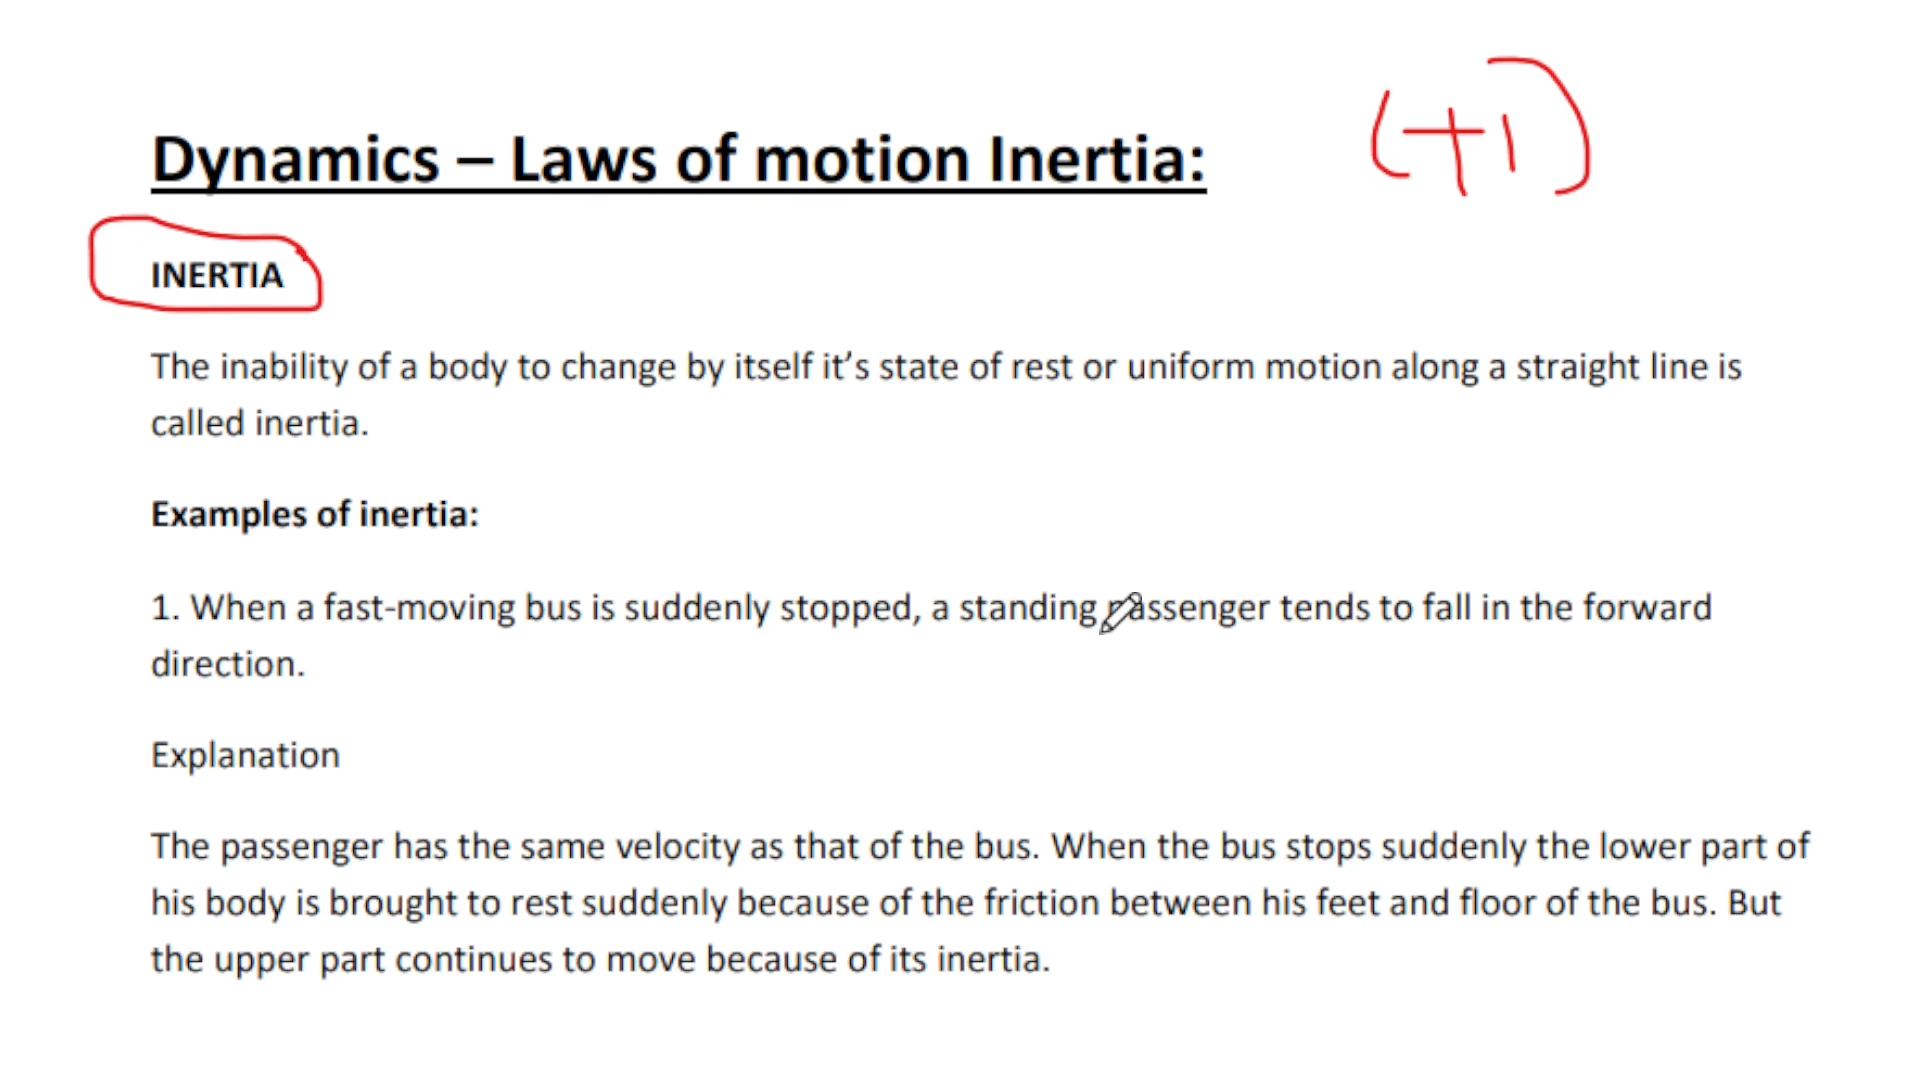 Dynamics – Laws of motion Inertia:
(+1)
INERTIA
The inability of a body to change by itself it’s state of rest or uniform motion along a straight line is
called inertia.
Examples of inertia:
1. When a fast-moving bus is suddenly stopped, a standing passenger tends to fall in the forward
direction.
Explanation
The passenger has the same velocity as that of the bus. When the bus stops suddenly the lower part of
his body is brought to rest suddenly because of the friction between his feet and floor of the bus. But
the upper part continues to move because of its inertia.